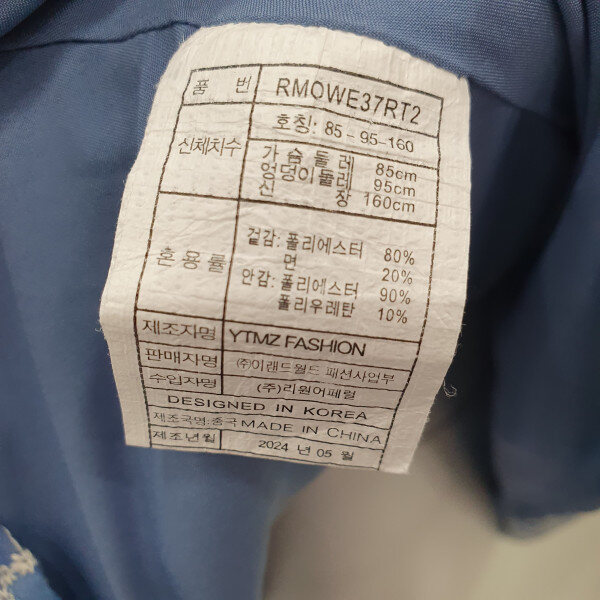 품 번 RMOWE37RT2
신체치수 호칭: 85-95-160
가슴둘레 85cm
엉덩이둘레 95cm
신 장 160cm
혼용률 겉감: 폴리에스터 80%
면 20%
안감: 폴리에스터 90%
폴리우레탄 10%
제조자명 YTMZ FASHION
판매자명 ㈜이랜드월드 패션사업부
수입자명 (주)리원어페럴
DESIGNED IN KOREA
제조국명:중국 MADE IN CHINA
제조년월 2024 년 05 월